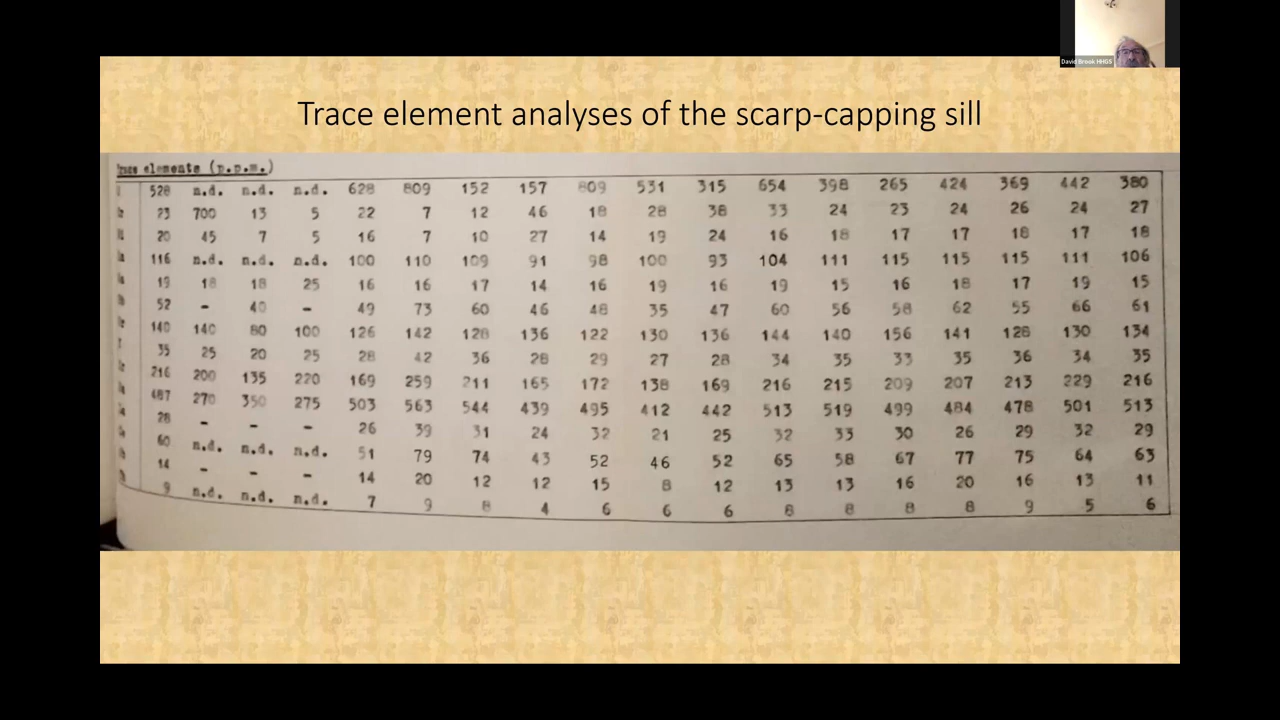 David Brook HHGS
Trace element analyses of the scarp-capping sill
Trace elements (p.p.m.)
528 n.d. n.d. n.d. 628 809 152 157 809 531 315 654 398 265 424 369 442 380
23 700 13 5 22 7 12 46 18 28 38 33 24 23 24 26 24 27
20 45 7 5 16 7 10 27 14 19 24 16 18 17 17 18 17 18
116 n.d. n.d. n.d. 100 110 109 91 98 100 93 104 111 115 115 115 111 106
19 18 18 25 16 16 17 14 16 19 16 19 15 16 18 17 19 15
52 - 40 - 49 73 60 46 48 35 47 60 56 58 62 55 66 61
140 140 80 100 126 142 128 136 122 130 136 144 140 156 141 128 130 134
35 25 20 25 28 42 36 28 29 27 28 34 35 33 35 36 34 35
216 200 135 220 169 259 211 165 172 138 169 216 215 209 207 213 229 216
487 270 350 275 503 563 544 439 495 412 442 513 519 499 484 478 501 513
28 - - - 26 39 31 24 32 21 25 32 33 30 26 29 32 29
60 n.d. n.d. n.d. 51 79 74 43 52 46 52 65 58 67 77 75 64 63
14 - - - 14 20 12 12 15 8 12 13 13 16 20 16 13 11
9 n.d. n.d. n.d. 7 9 8 4 6 6 6 8 8 8 8 9 5 6